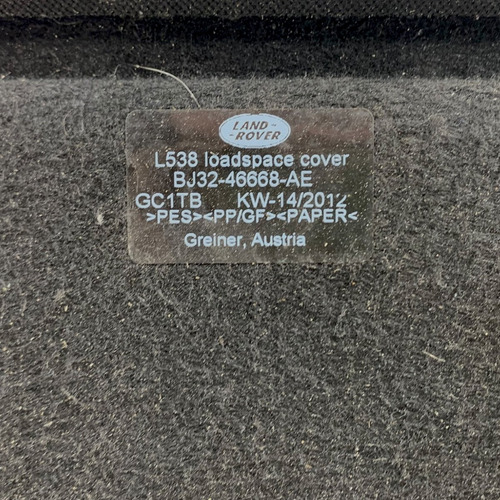 LAND-
-ROVER
L538 loadspace cover
BJ32-46668-AE
GC1TB KW-14/2012
>PES><PP/GF><PAPER<
Greiner, Austria